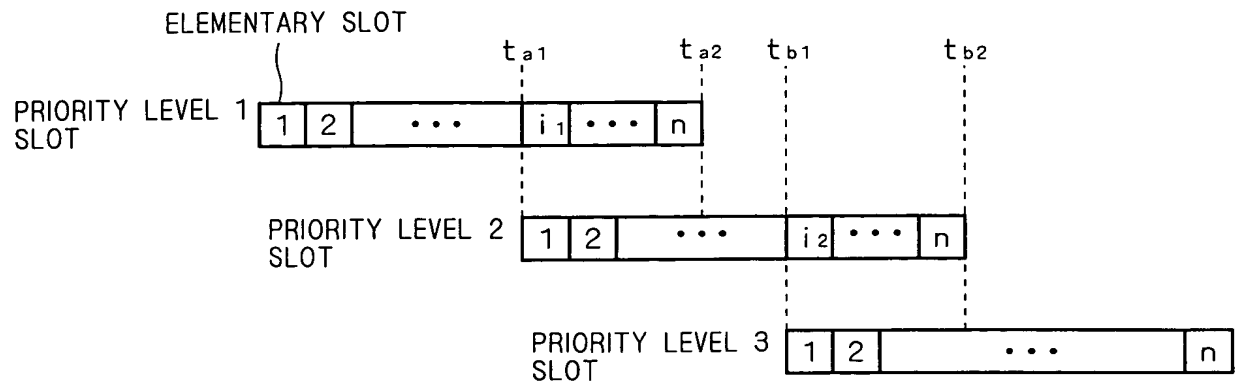 ELEMENTARY SLOT
ta1 ta2 tb1 tb2
PRIORITY LEVEL 1
SLOT
1 2 ••• i1 ••• n
PRIORITY LEVEL 2
SLOT
1 2 ••• i2 ••• n
PRIORITY LEVEL 3
SLOT
1 2 ••• n